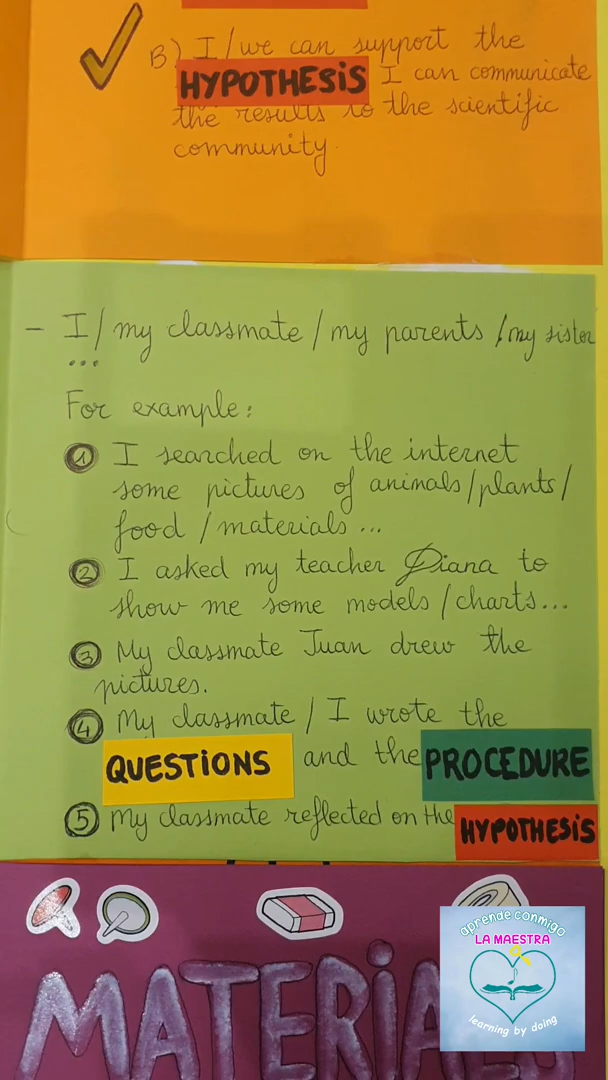 B) I/we can support the
HYPOTHESIS I can communicate
the results to the scientific
community.
- I/my classmate/my parents/my sister
...
For example:
1 I searched on the internet
some pictures of animals/plants/
food/materials...
2 I asked my teacher Diana to
show me some models/charts...
3 My classmate Juan drew the
pictures.
4 My classmate/I wrote the
QUESTIONS and the PROCEDURE
5 My classmate reflected on the HYPOTHESIS
MATERIALS
aprende conmigo
LA MAESTRA
learning by doing